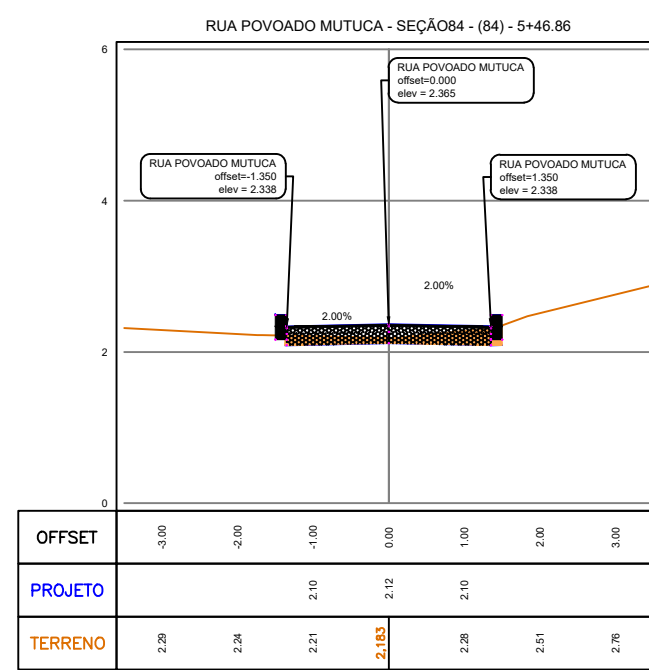 RUA POVOADO MUTUCA - SEÇÃO84 - (84) - 5+46.86
6
RUA POVOADO MUTUCA
offset=0.000
elev = 2.365
RUA POVOADO MUTUCA
offset=-1.350
elev = 2.338
RUA POVOADO MUTUCA
offset=1.350
elev = 2.338
4
2.00%
2.00%
2
0
OFFSET -3.00 -2.00 -1.00 0.00 1.00 2.00 3.00
PROJETO 2.10 2.12 2.10
TERRENO 2.29 2.24 2.21 2,183 2.28 2.51 2.76